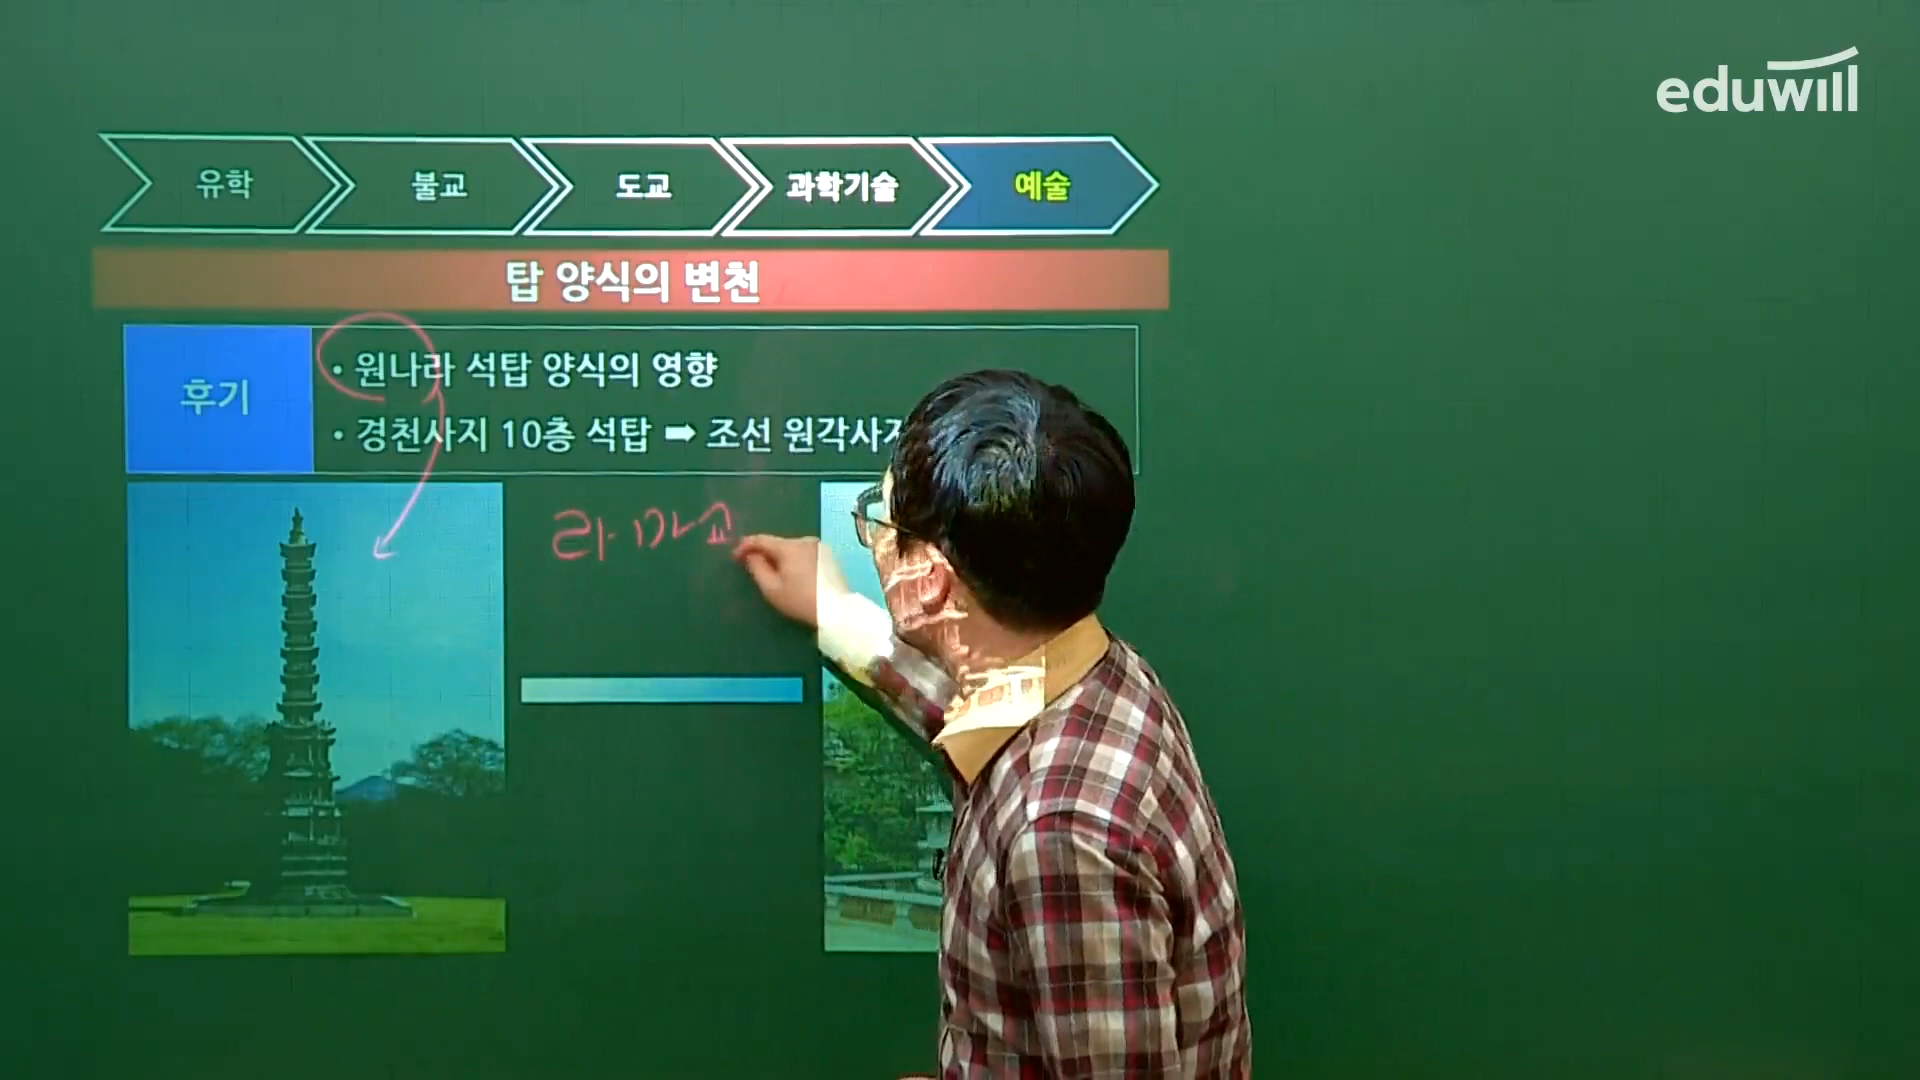 eduwill
유학 불교 도교 과학기술 예술
탑 양식의 변천
후기
• 원나라 석탑 양식의 영향
• 경천사지 10층 석탑 ➡ 조선 원각사지
라마교